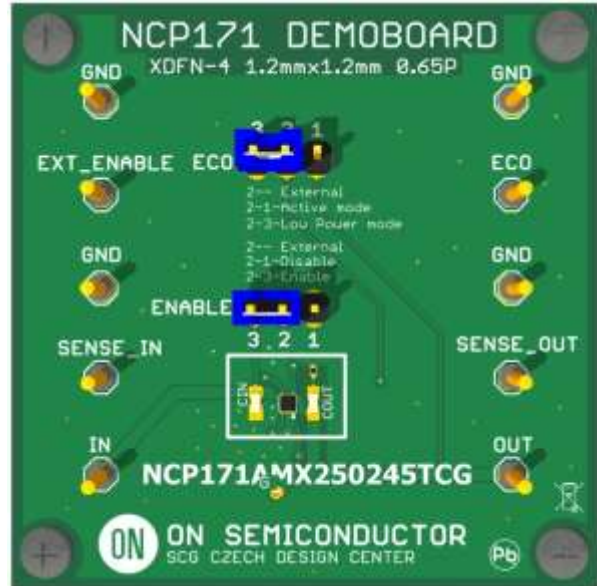 NCP171 DEMOBOARD
XDFN-4 1.2mmx1.2mm 0.65P
GND
GND
3 2 1
EXT_ENABLE
ECO
ECO
2-- External
2-1-Active mode
2-3-Low Power mode
2-- External
2-1-Disable
2-3-Enable
GND
GND
ENABLE
3 2 1
SENSE_IN
SENSE_OUT
CIN
COUT
IN
OUT
NCP171AMX250245TCG
G
ON
ON SEMICONDUCTOR
SCG CZECH DESIGN CENTER
Pb